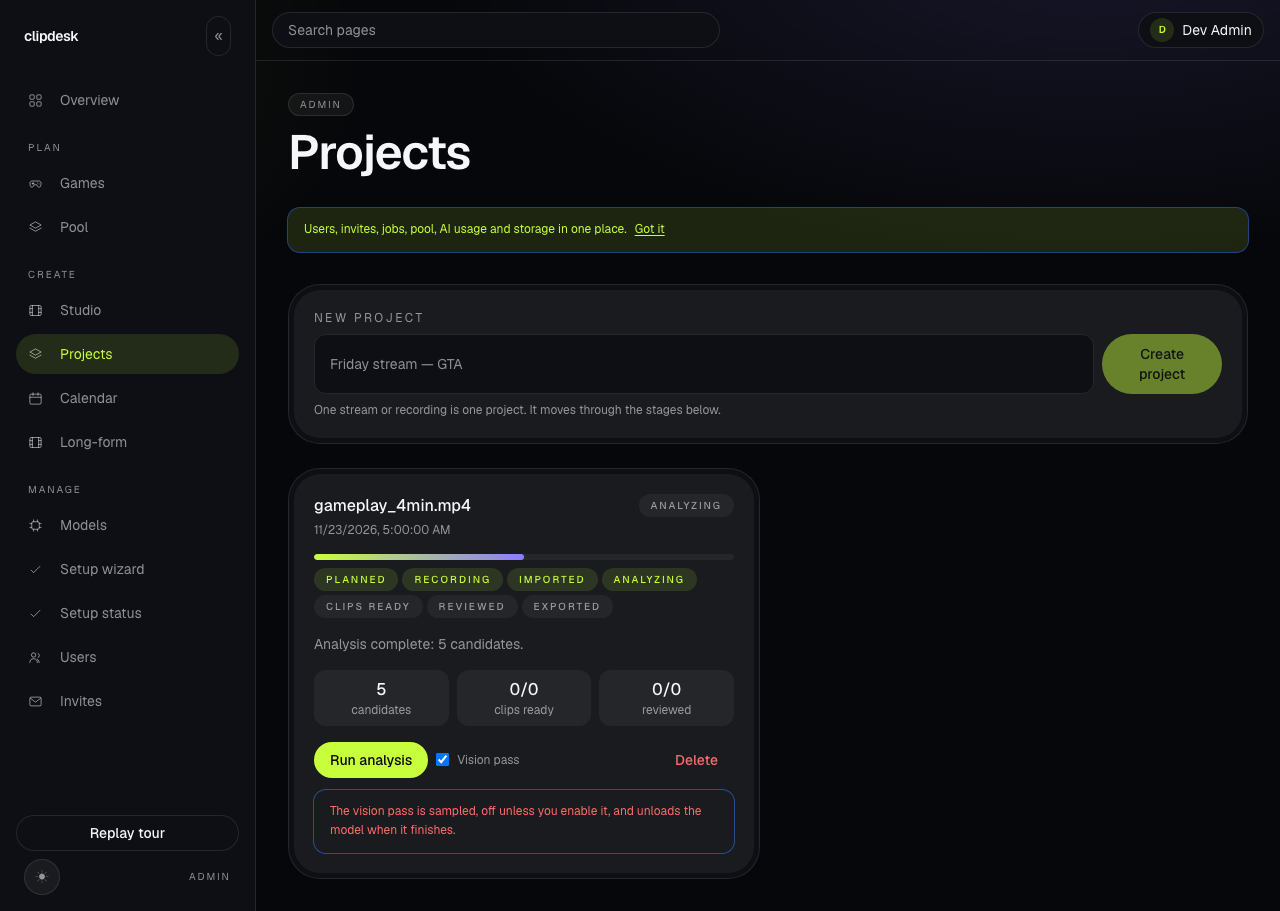 clipdesk
«
Search pages
D
Dev Admin
Overview
PLAN
Games
Pool
CREATE
Studio
Projects
Calendar
Long-form
MANAGE
Models
Setup wizard
Setup status
Users
Invites
Replay tour
ADMIN
ADMIN
Projects
Users, invites, jobs, pool, AI usage and storage in one place. Got it
NEW PROJECT
Friday stream — GTA
Create
project
One stream or recording is one project. It moves through the stages below.
gameplay_4min.mp4
ANALYZING
11/23/2026, 5:00:00 AM
PLANNED RECORDING IMPORTED ANALYZING
CLIPS READY REVIEWED EXPORTED
Analysis complete: 5 candidates.
5
candidates
0/0
clips ready
0/0
reviewed
Run analysis
Vision pass
Delete
The vision pass is sampled, off unless you enable it, and unloads the
model when it finishes.